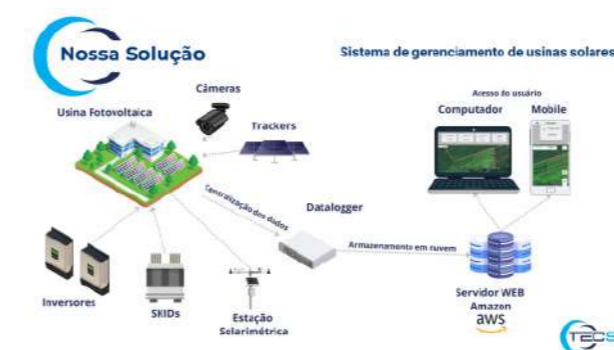 Nossa Solução
Sistema de gerenciamento de usinas solares
Câmeras
Acesso do usuário
Usina Fotovoltaica
Computador
Mobile
Trackers
Centralização dos dados
Datalogger
Armazenamento em nuvem
Inversores
SKIDs
Estação
Solarimétrica
Servidor WEB
Amazon
aws
TECS